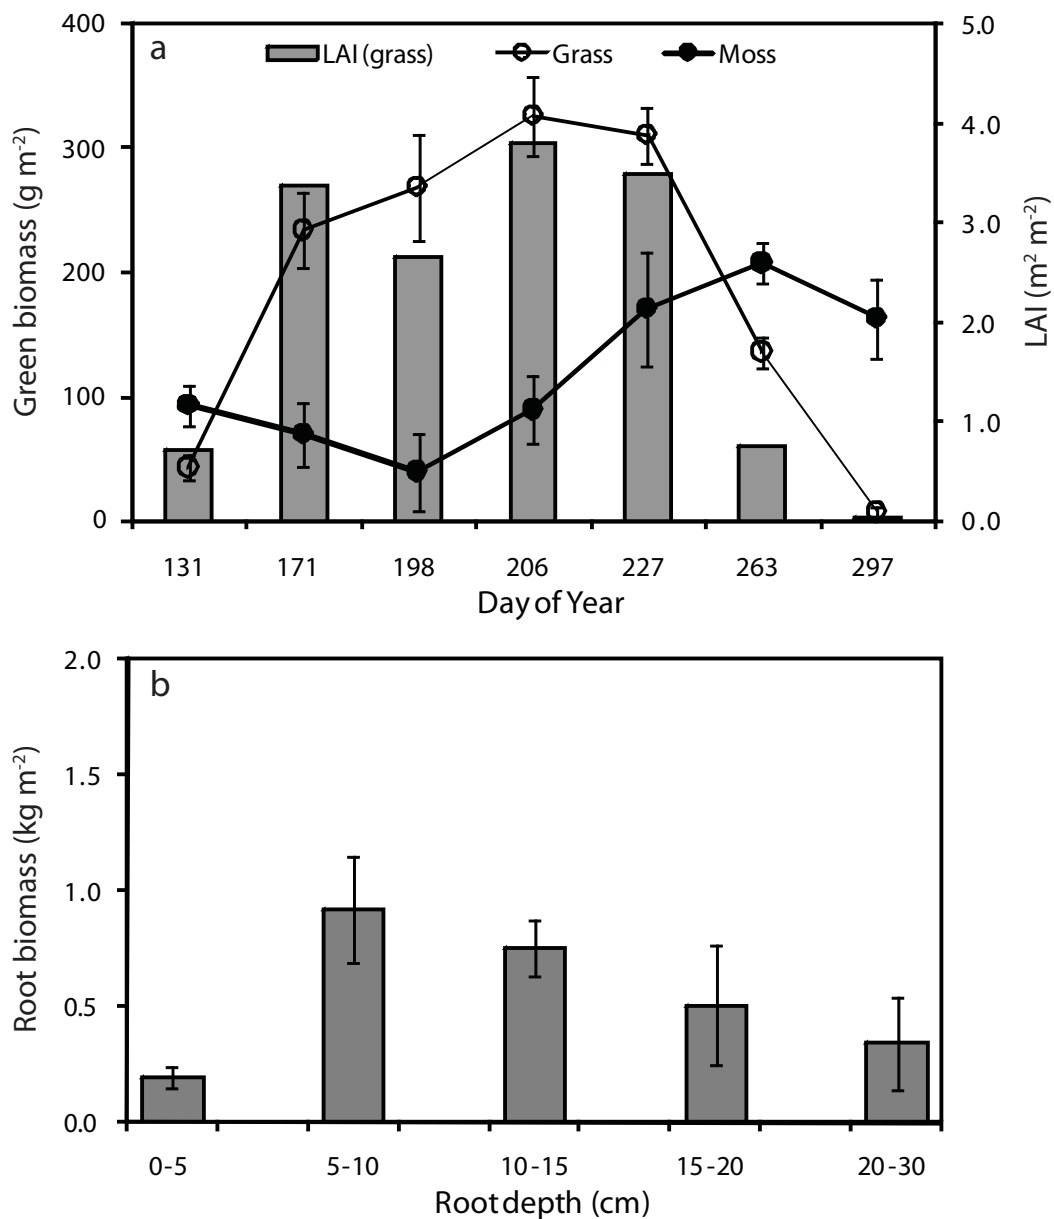 a
LAI (grass) Grass Moss
400
300
200
100
0
Green biomass (g m-2)
5.0
4.0
3.0
2.0
1.0
0.0
LAI (m2 m-2)
131 171 198 206 227 263 297
Day of Year
b
2.0
1.5
1.0
0.5
0.0
Root biomass (kg m-2)
0-5 5-10 10-15 15-20 20-30
Root depth (cm)